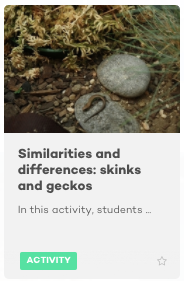 Similarities and
differences: skinks
and geckos
In this activity, students ...
ACTIVITY